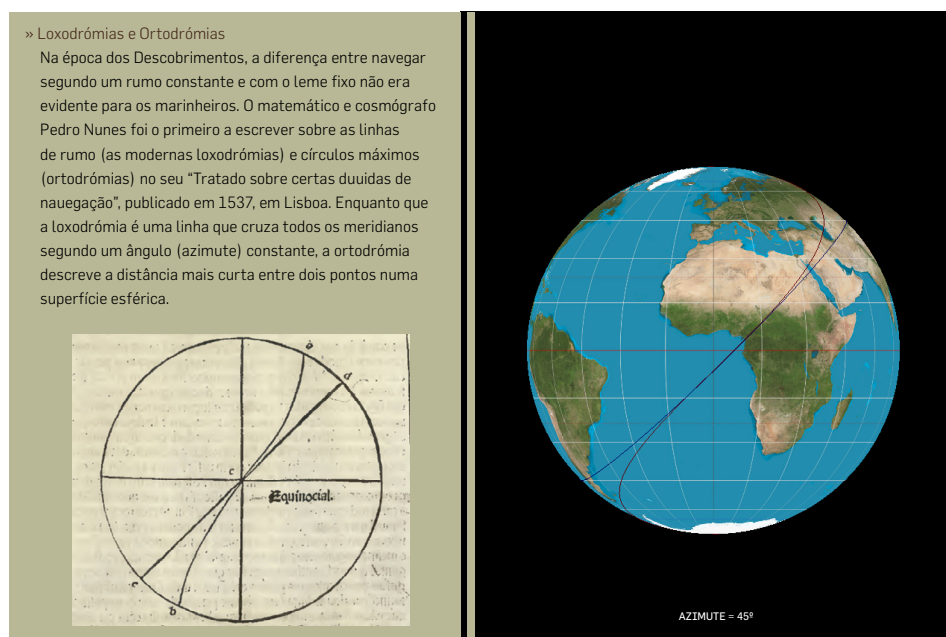 » Loxodrómias e Ortodrómias
Na época dos Descobrimentos, a diferença entre navegar
segundo um rumo constante e com o leme fixo não era
evidente para os marinheiros. O matemático e cosmógrafo
Pedro Nunes foi o primeiro a escrever sobre as linhas
de rumo (as modernas loxodrómias) e círculos máximos
(ortodrómias) no seu “Tratado sobre certas duuidas de
nauegação”, publicado em 1537, em Lisboa. Enquanto que
a loxodrómia é uma linha que cruza todos os meridianos
segundo um ângulo (azimute) constante, a ortodrómia
descreve a distância mais curta entre dois pontos numa
superfície esférica.
d
c
Equinocial.
e
b
AZIMUTE = 45º